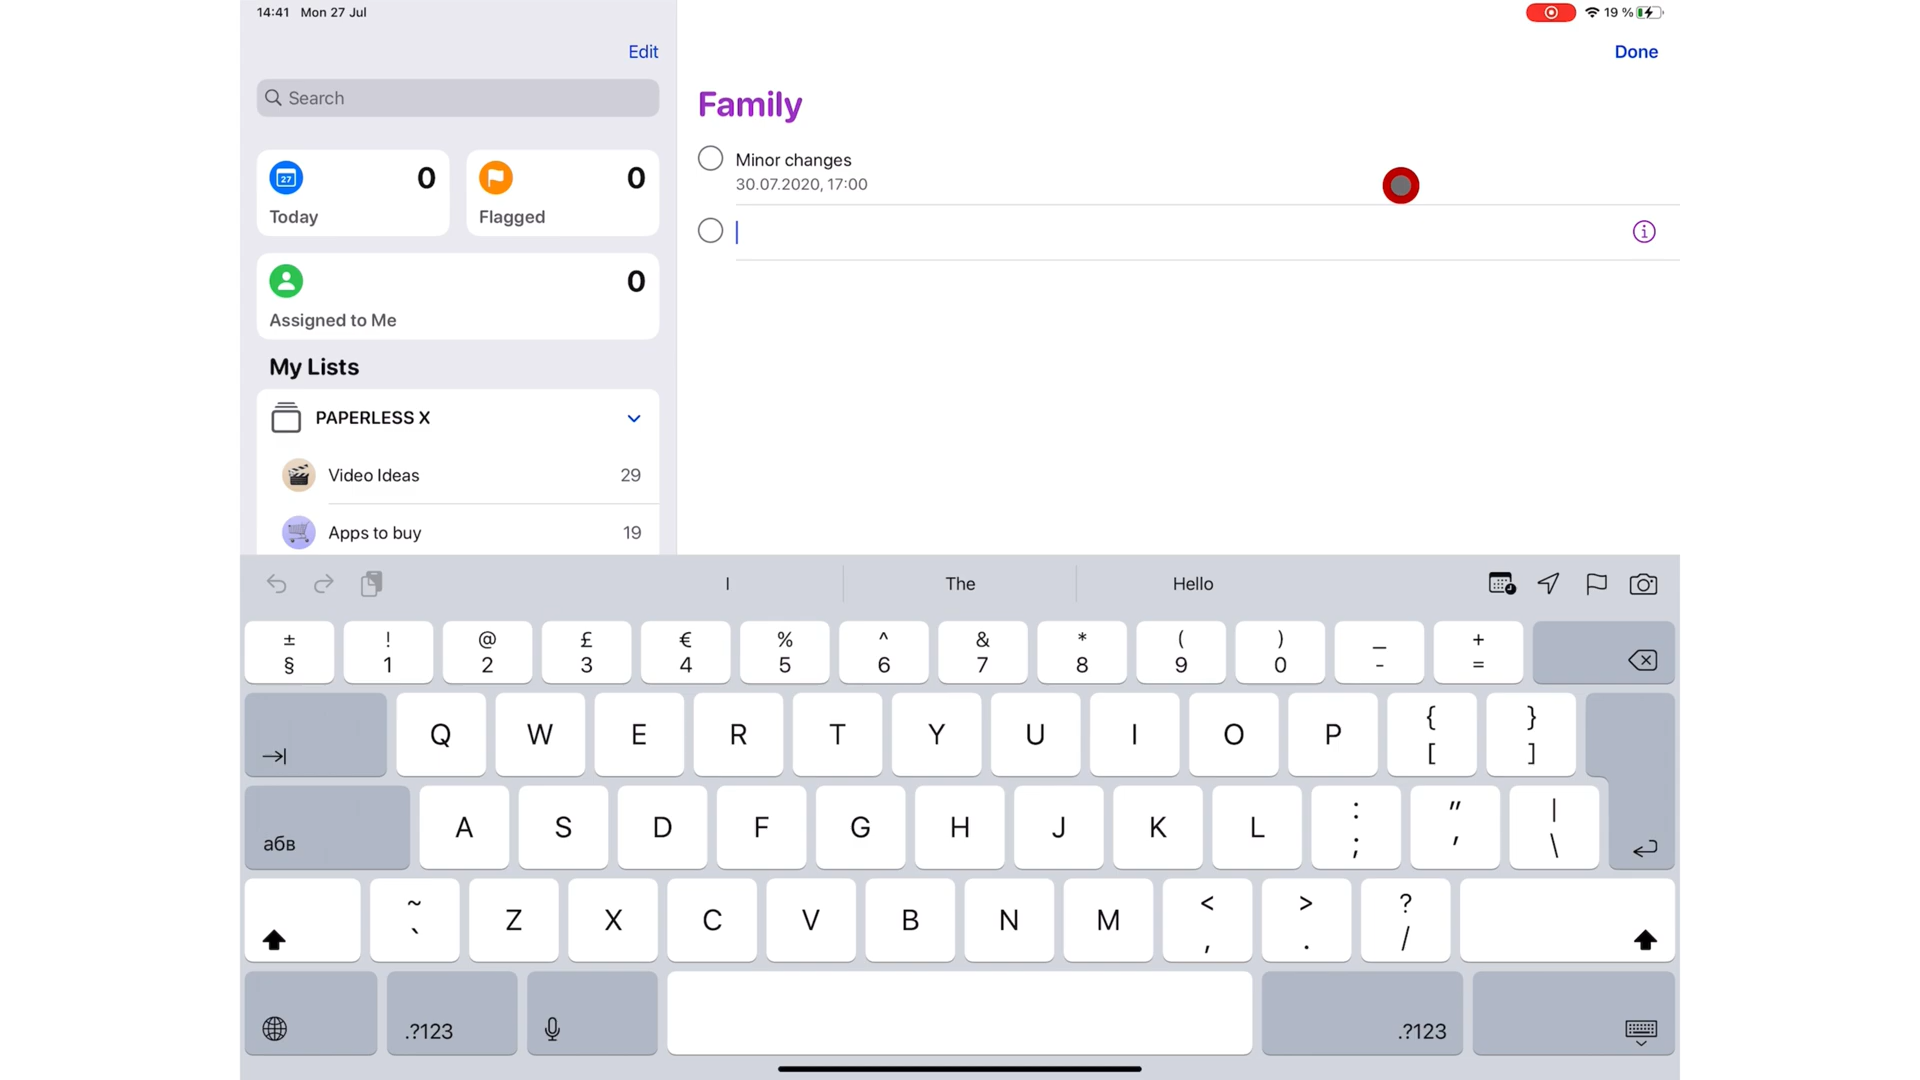 14:41 Mon 27 Jul
19 %
Edit
Done
Search
27
0
Today
0
Flagged
0
Assigned to Me
My Lists
PAPERLESS X
Video Ideas 29
Apps to buy 19
Family
Minor changes
30.07.2020, 17:00
I The Hello
± ! @ £ € % ^ & * ( ) _ +
§ 1 2 3 4 5 6 7 8 9 0 - =
Q W E R T Y U I O P { }
[ ]
абв A S D F G H J K L : " |
; ' \
~ Z X C V B N M < > ?
` , . /
.?123 .?123